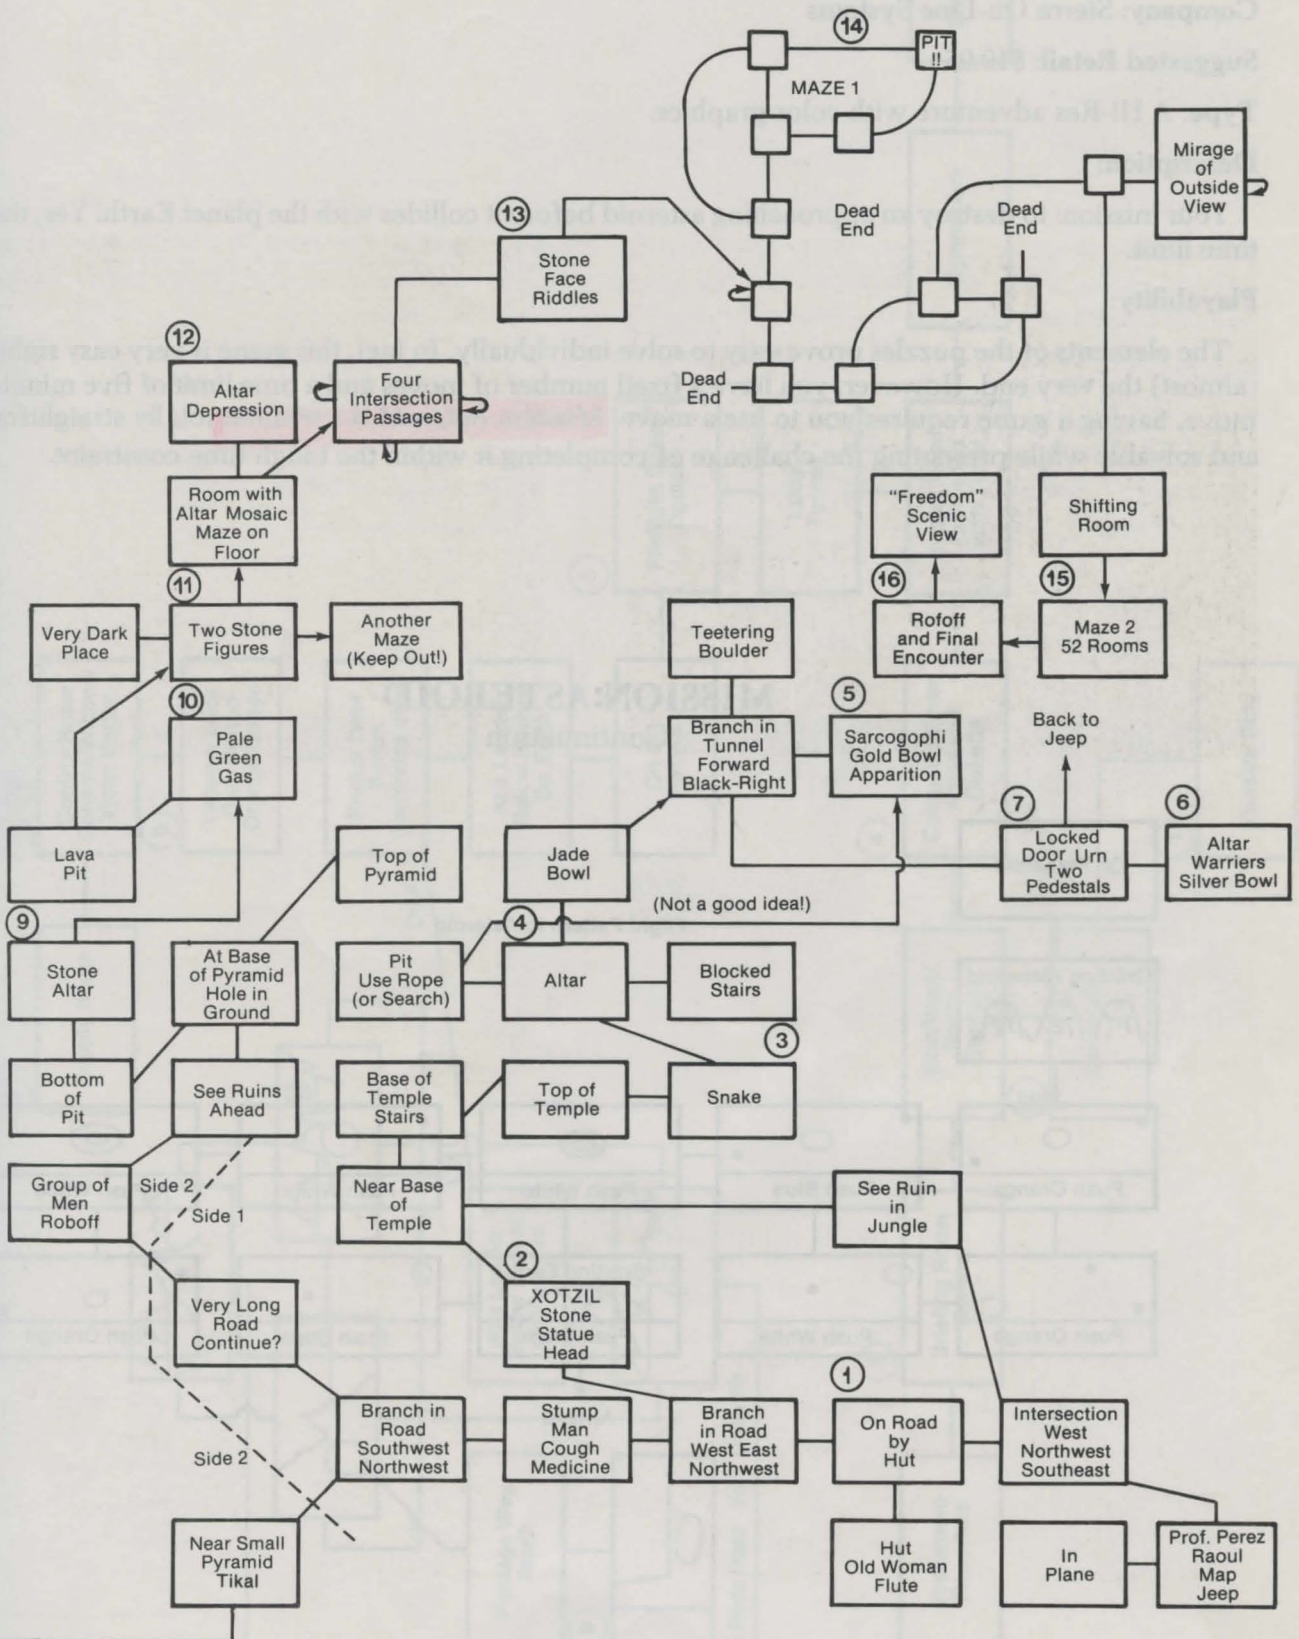 14
PIT
!!
MAZE 1
Mirage
of
Outside
View
Dead
End
Dead
End
13
Stone
Face
Riddles
12
Altar
Depression
Four
Intersection
Passages
Dead
End
Room with
Altar Mosaic
Maze on
Floor
"Freedom"
Scenic
View
Shifting
Room
11
16
15
Very Dark
Place
Two Stone
Figures
Another
Maze
(Keep Out!)
Teetering
Boulder
Rofoff
and Final
Encounter
Maze 2
52 Rooms
10
Pale
Green
Gas
5
Branch in
Tunnel
Forward
Black-Right
Sarcogophi
Gold Bowl
Apparition
Back to
Jeep
7
6
Lava
Pit
Top of
Pyramid
Jade
Bowl
Locked
Door Urn
Two
Pedestals
Altar
Warriers
Silver Bowl
(Not a good idea!)
9
4
Stone
Altar
At Base
of Pyramid
Hole in
Ground
Pit
Use Rope
(or Search)
Altar
Blocked
Stairs
3
Bottom
of
Pit
See Ruins
Ahead
Base of
Temple
Stairs
Top of
Temple
Snake
Group of
Men
Roboff
Side 2
Side 1
Near Base
of
Temple
See Ruin
in
Jungle
2
Very Long
Road
Continue?
XOTZIL
Stone
Statue
Head
1
Branch in
Road
Southwest
Northwest
Stump
Man
Cough
Medicine
Branch
in Road
West East
Northwest
On Road
by
Hut
Intersection
West
Northwest
Southeast
Side 2
Near Small
Pyramid
Tikal
Hut
Old Woman
Flute
In
Plane
Prof. Perez
Raoul
Map
Jeep